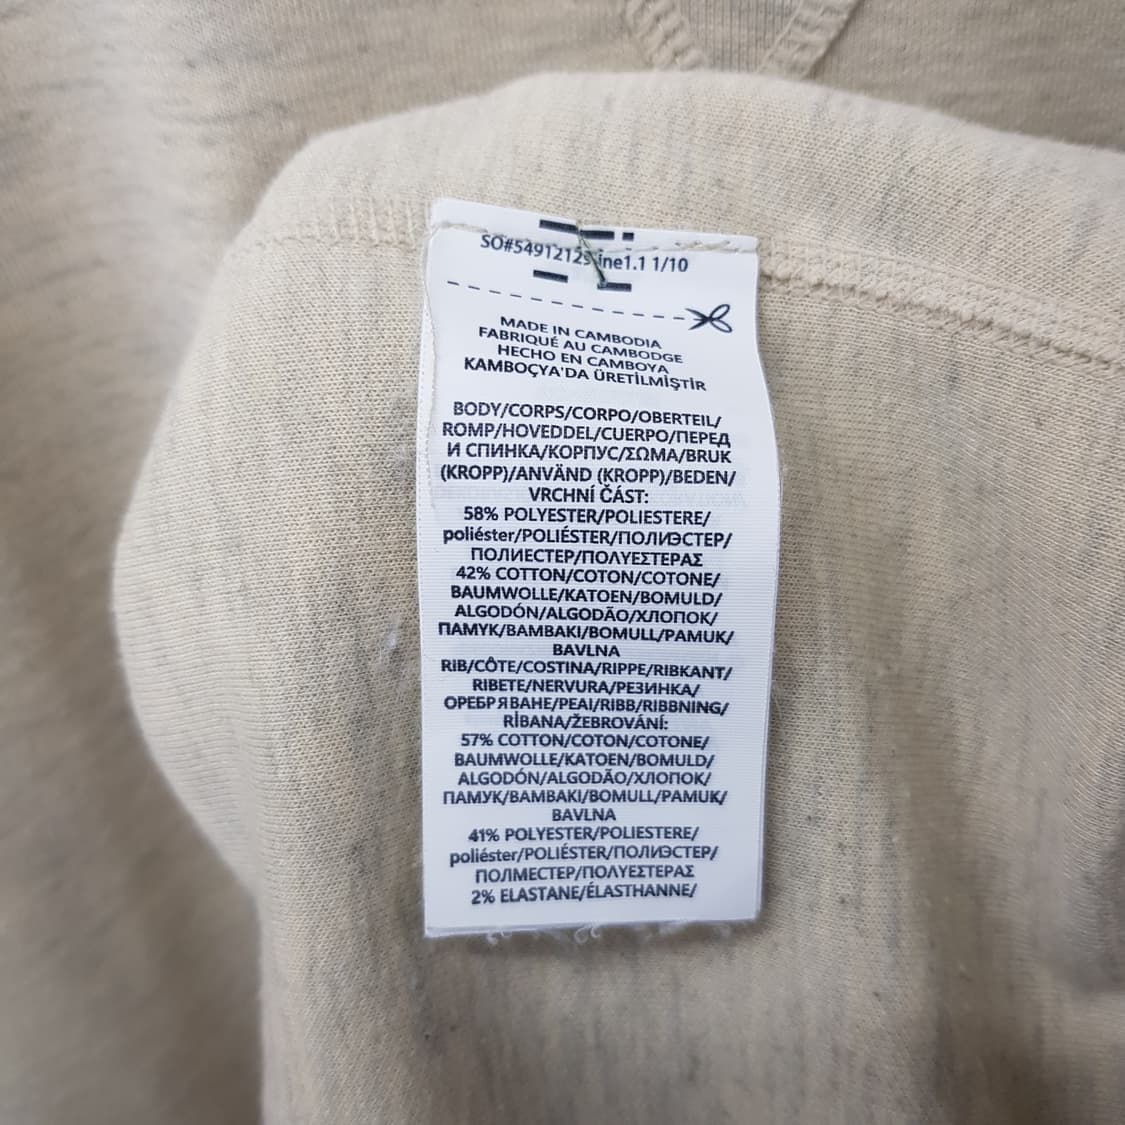 SO#5491212 line1.1 1/10
MADE IN CAMBODIA
FABRIQUÉ AU CAMBODGE
HECHO EN CAMBOYA
KAMBOÇYA'DA ÜRETİLMİŞTİR
BODY/CORPS/CORPO/OBERTEIL/
ROMP/HOVEDDEL/CUERPO/ПЕРЕД
И СПИНКА/КОРПУС/ΣΩΜΑ/BRUK
(KROPP)/ANVÄND (KROPP)/BEDEN/
VRCHNÍ ČÁST:
58% POLYESTER/POLIESTERE/
poliéster/POLIÉSTER/ПОЛИЭСТЕР/
ПОЛИЕСТЕР/ΠΟΛΥΕΣΤΕΡΑΣ
42% COTTON/COTON/COTONE/
BAUMWOLLE/KATOEN/BOMULD/
ALGODÓN/ALGODÃO/ХЛОПОК/
ПАМУК/BAMBAKI/BOMULL/PAMUK/
BAVLNA
RIB/CÔTE/COSTINA/RIPPE/RIBKANT/
RIBETE/NERVURA/РЕЗИНКА/
ОРЕБРЯВАНЕ/PEAI/RIBB/RIBBNING/
RİBANA/ŽEBROVÁNÍ:
57% COTTON/COTON/COTONE/
BAUMWOLLE/KATOEN/BOMULD/
ALGODÓN/ALGODÃO/ХЛОПОК/
ПАМУК/BAMBAKI/BOMULL/PAMUK/
BAVLNA
41% POLYESTER/POLIESTERE/
poliéster/POLIÉSTER/ПОЛИЭСТЕР/
ПОЛІМЕСТЕР/ΠΟΛΥΕΣΤΕΡΑΣ
2% ELASTANE/ÉLASTHANNE/